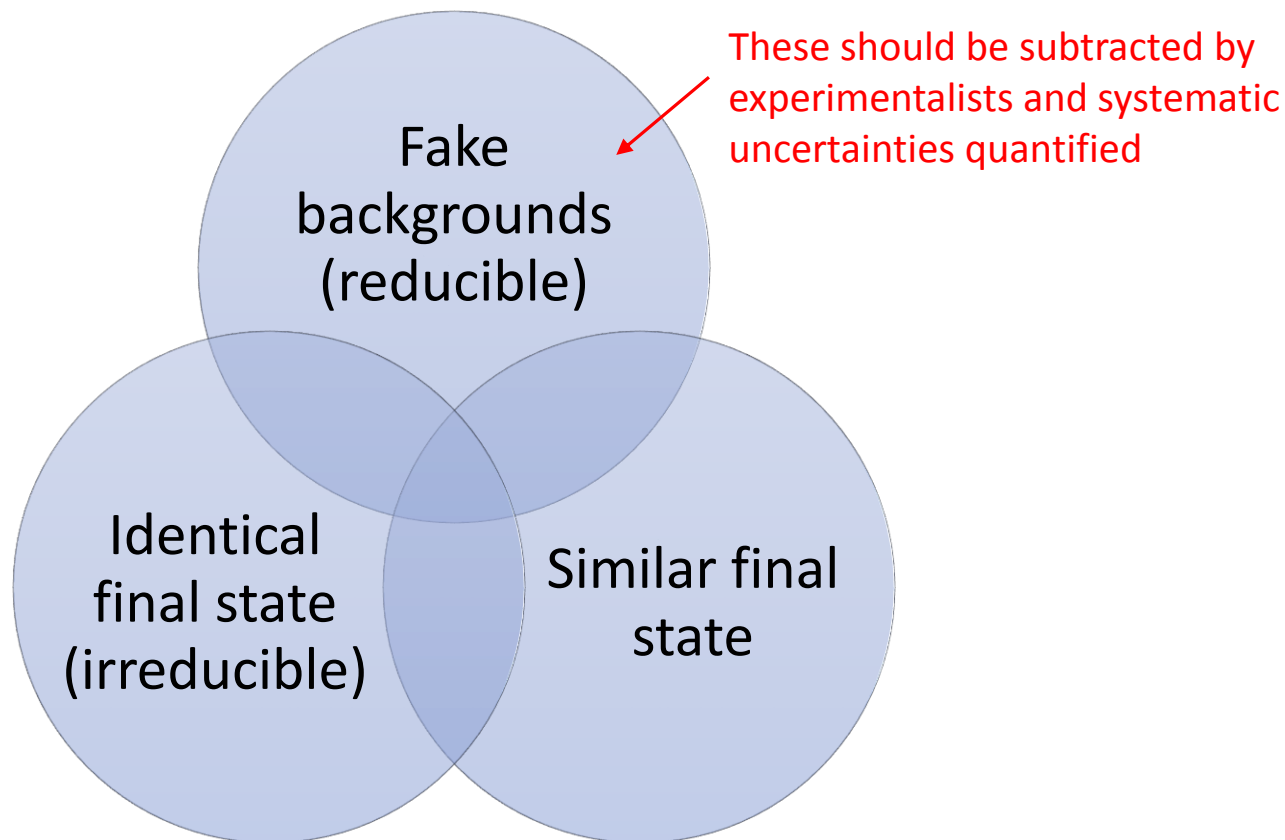 These should be subtracted by
experimentalists and systematic
uncertainties quantified
Fake
backgrounds
(reducible)
Identical
final state
(irreducible)
Similar final
state